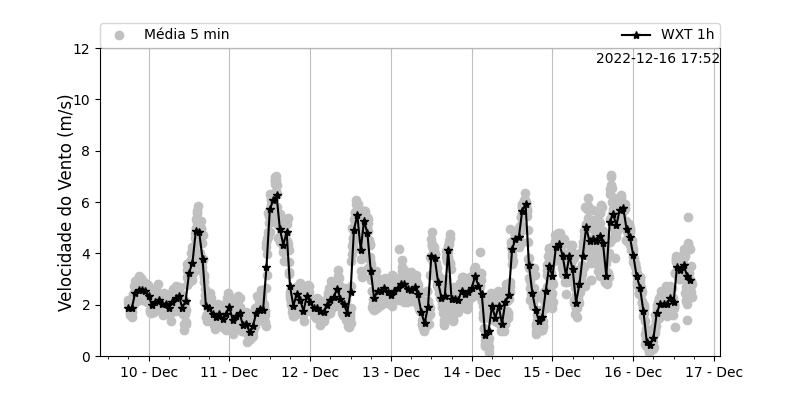 Média 5 min
WXT 1h
2022-12-16 17:52
Velocidade do Vento (m/s)
12
10
8
6
4
2
0
10 - Dec
11 - Dec
12 - Dec
13 - Dec
14 - Dec
15 - Dec
16 - Dec
17 - Dec